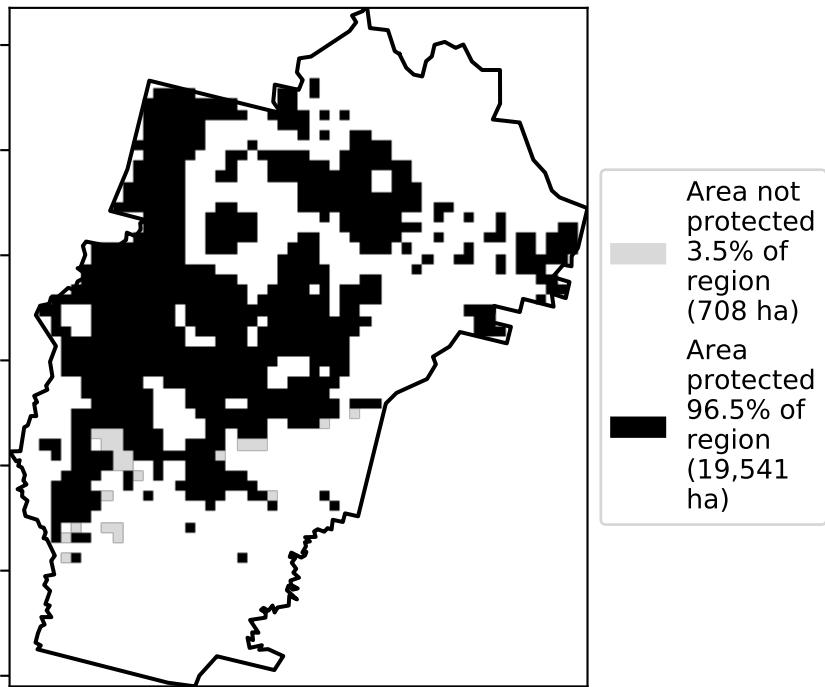 Area not
protected
3.5% of
region
(708 ha)
Area
protected
96.5% of
region
(19,541
ha)